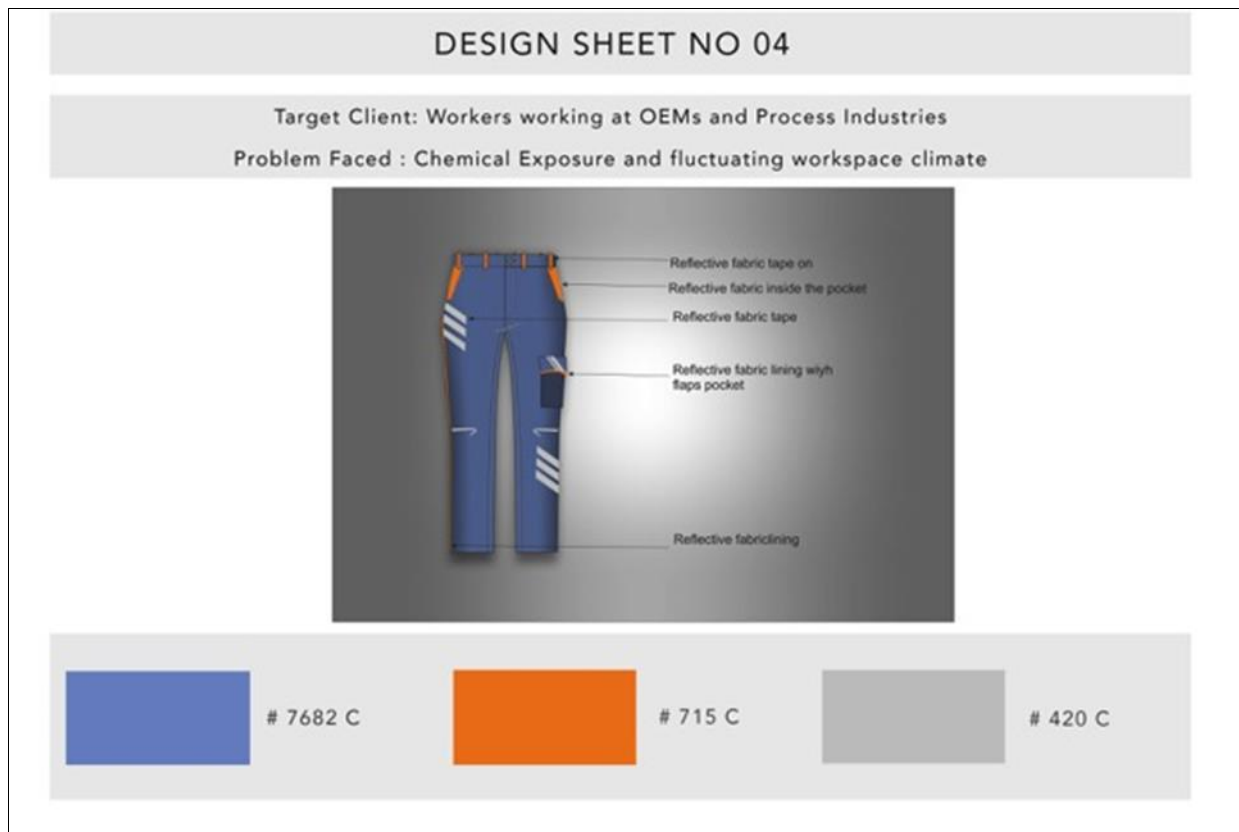 DESIGN SHEET NO 04
Target Client: Workers working at OEMs and Process Industries
Problem Faced : Chemical Exposure and fluctuating workspace climate
Reflective fabric tape on
Reflective fabric inside the pocket
Reflective fabric tape
Reflective fabric lining wiyh
flaps pocket
Reflective fabriclining
# 7682 C
# 715 C
# 420 C